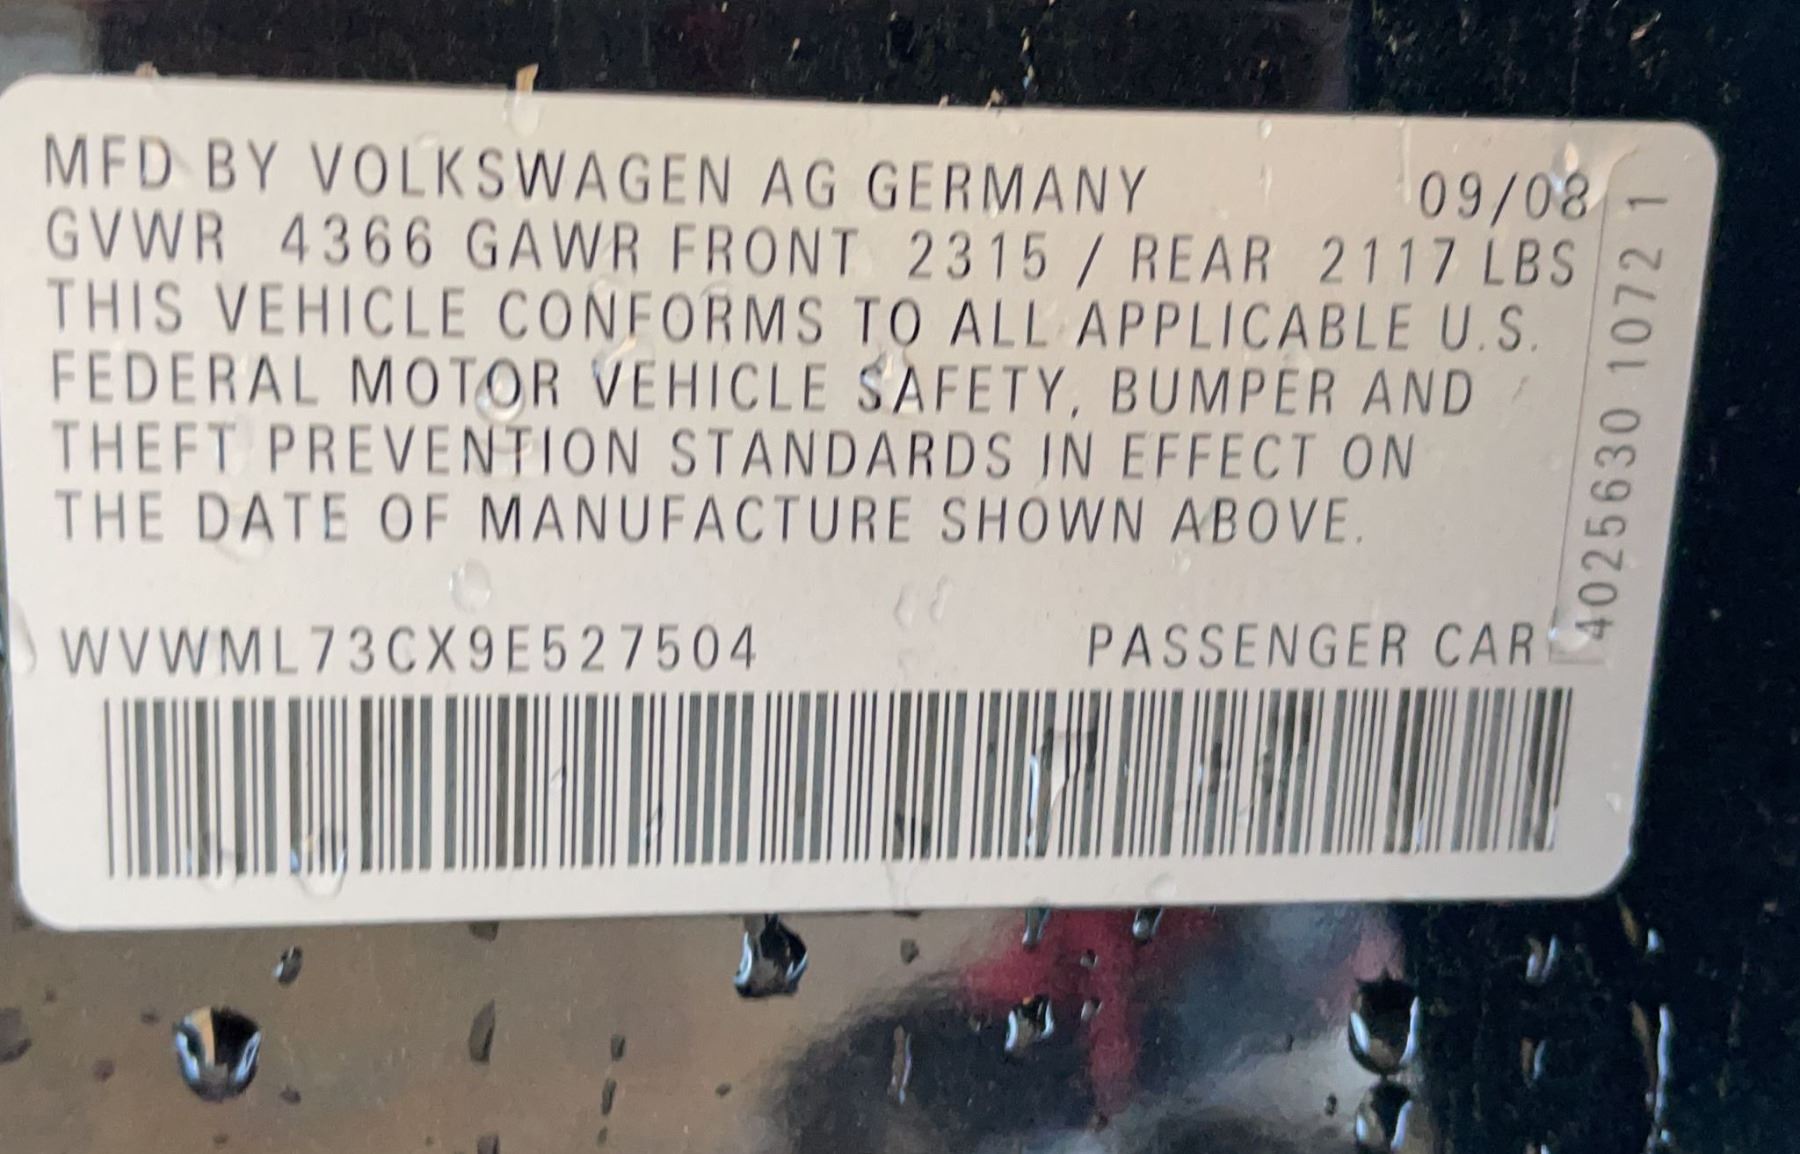 MFD BY VOLKSWAGEN AG GERMANY 09/08
GVWR 4366 GAWR FRONT 2315 / REAR 2117 LBS
THIS VEHICLE CONFORMS TO ALL APPLICABLE U.S.
FEDERAL MOTOR VEHICLE SAFETY, BUMPER AND
THEFT PREVENTION STANDARDS IN EFFECT ON
THE DATE OF MANUFACTURE SHOWN ABOVE.
WVWML73CX9E527504 PASSENGER CAR
4025630 1072 1